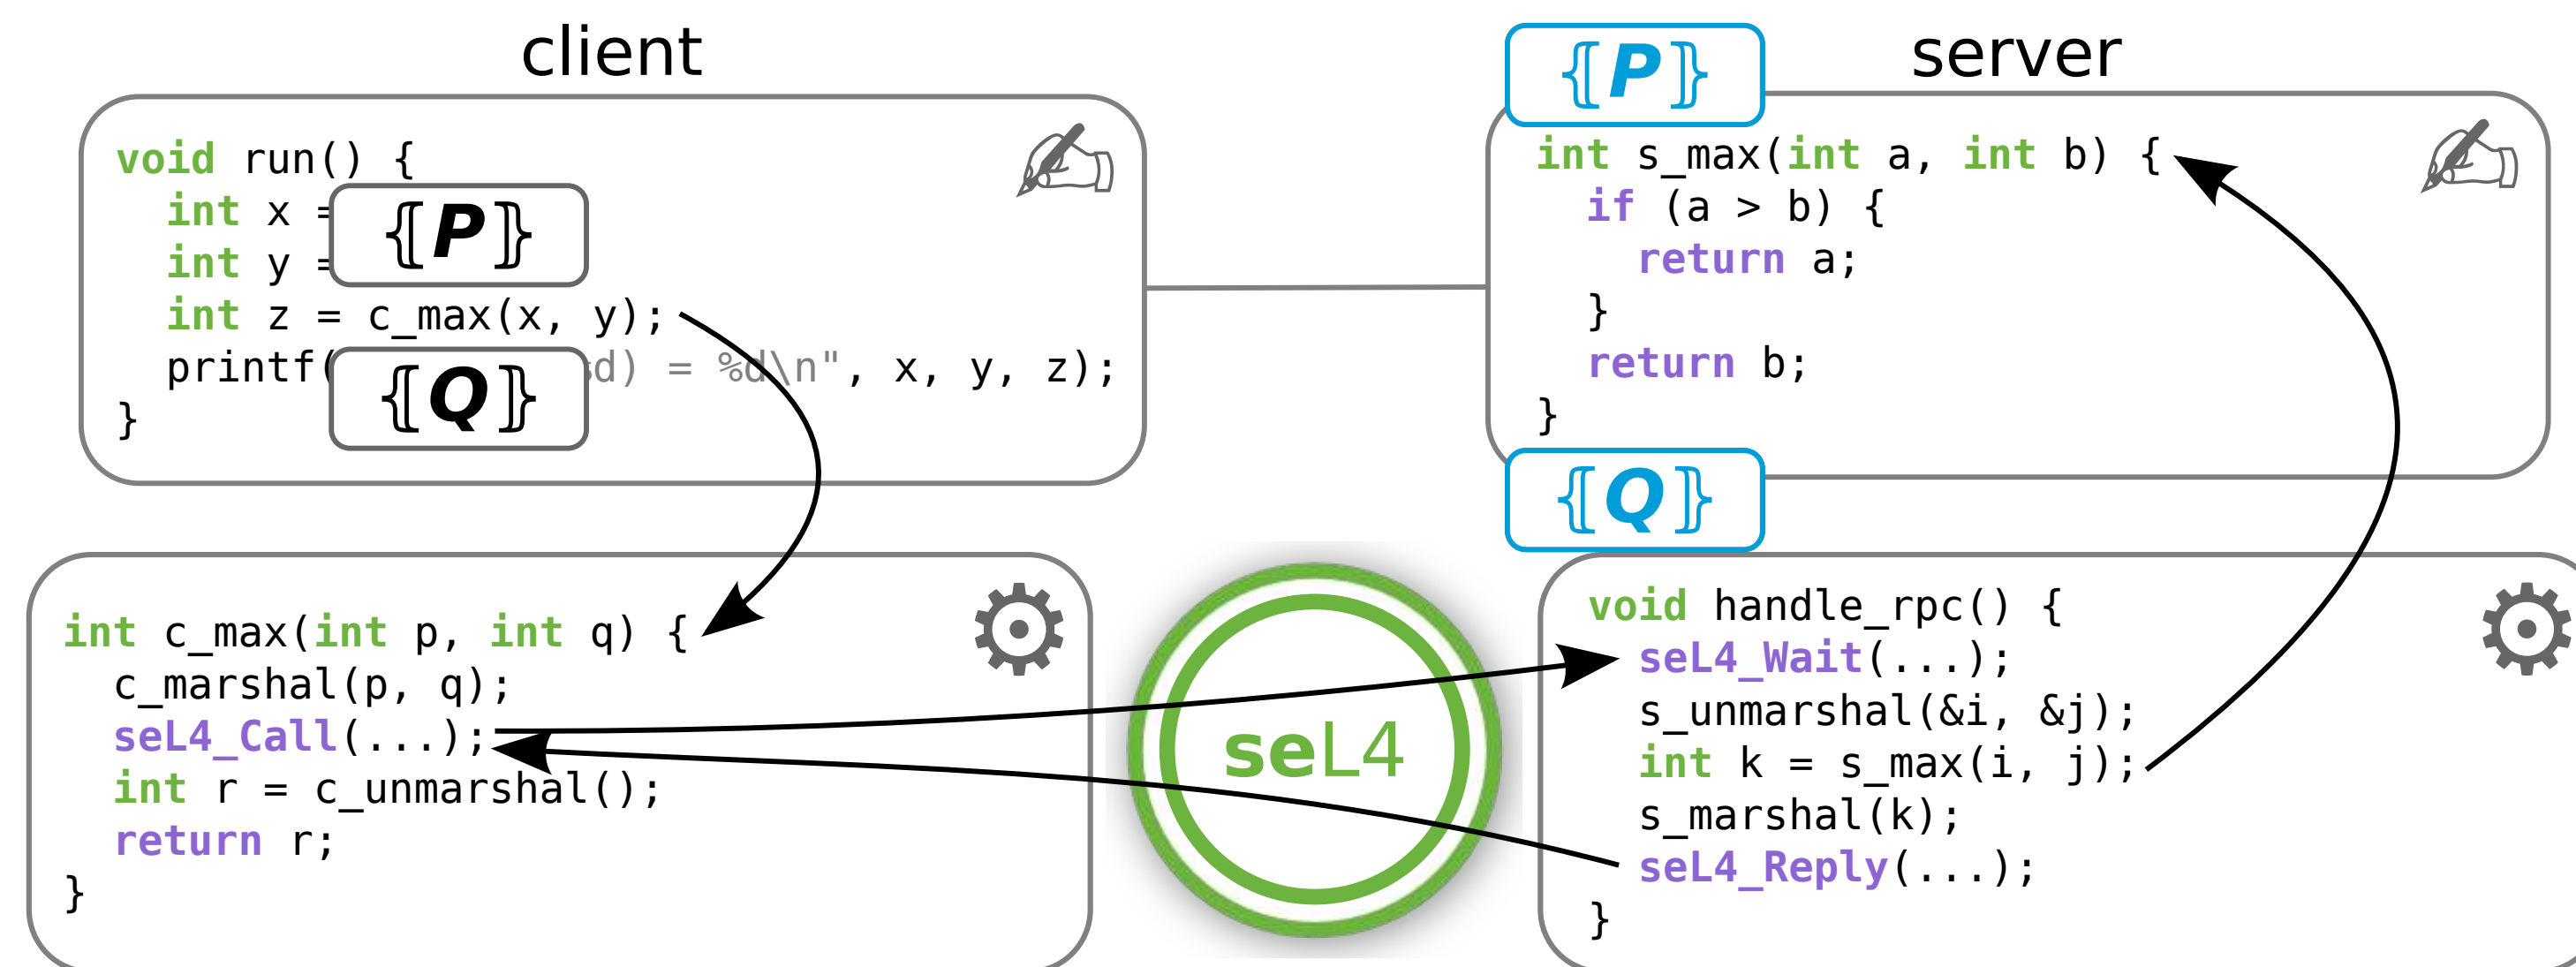 client
void run() {
int x =
{[P]}
int y =
int z = c_max(x, y);
printf( d) = %d\n", x, y, z);
{[Q]}
}
server
{[P]}
int s_max(int a, int b) {
if (a > b) {
return a;
}
return b;
}
{[Q]}
int c_max(int p, int q) {
c_marshal(p, q);
seL4_Call(...);
int r = c_unmarshal();
return r;
}
seL4
void handle_rpc() {
seL4_Wait(...);
s_unmarshal(&i, &j);
int k = s_max(i, j);
s_marshal(k);
seL4_Reply(...);
}